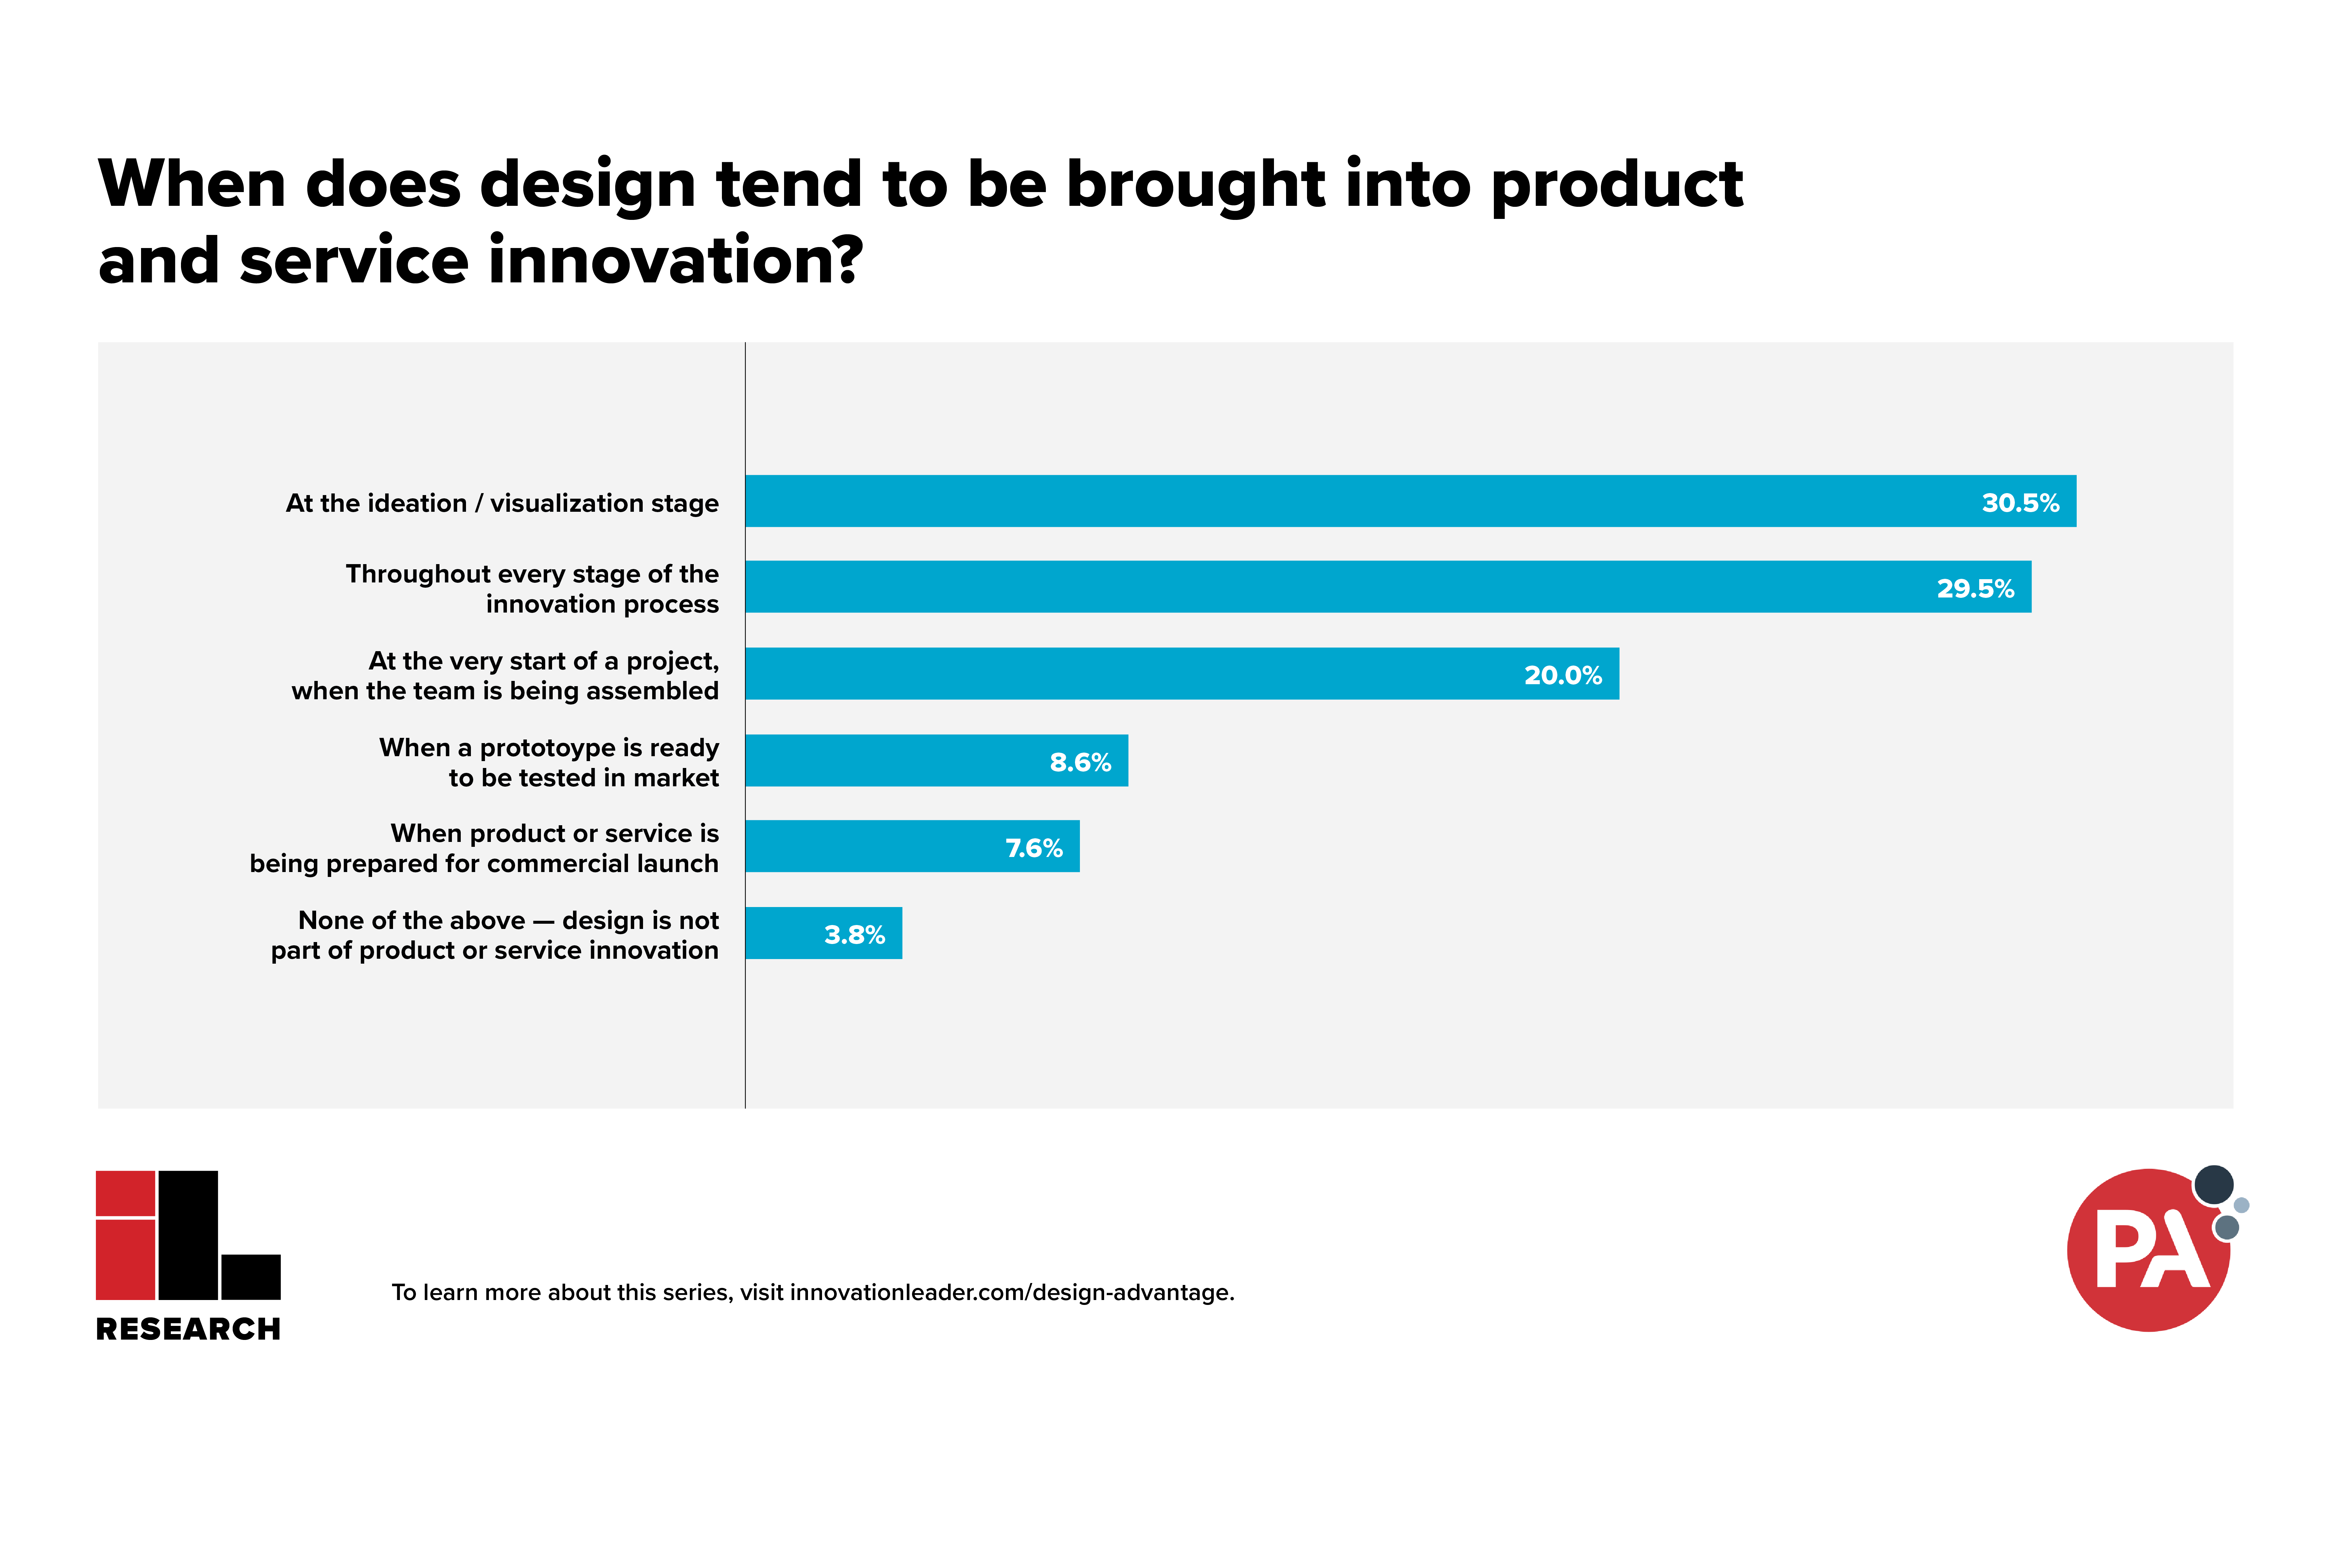 When does design tend to be brought into product
and service innovation?
At the ideation / visualization stage
30.5%
Throughout every stage of the
innovation process
29.5%
At the very start of a project,
when the team is being assembled
20.0%
When a prototoype is ready
to be tested in market
8.6%
When product or service is
being prepared for commercial launch
7.6%
None of the above — design is not
part of product or service innovation
3.8%
iL
RESEARCH
To learn more about this series, visit innovationleader.com/design-advantage.
PA